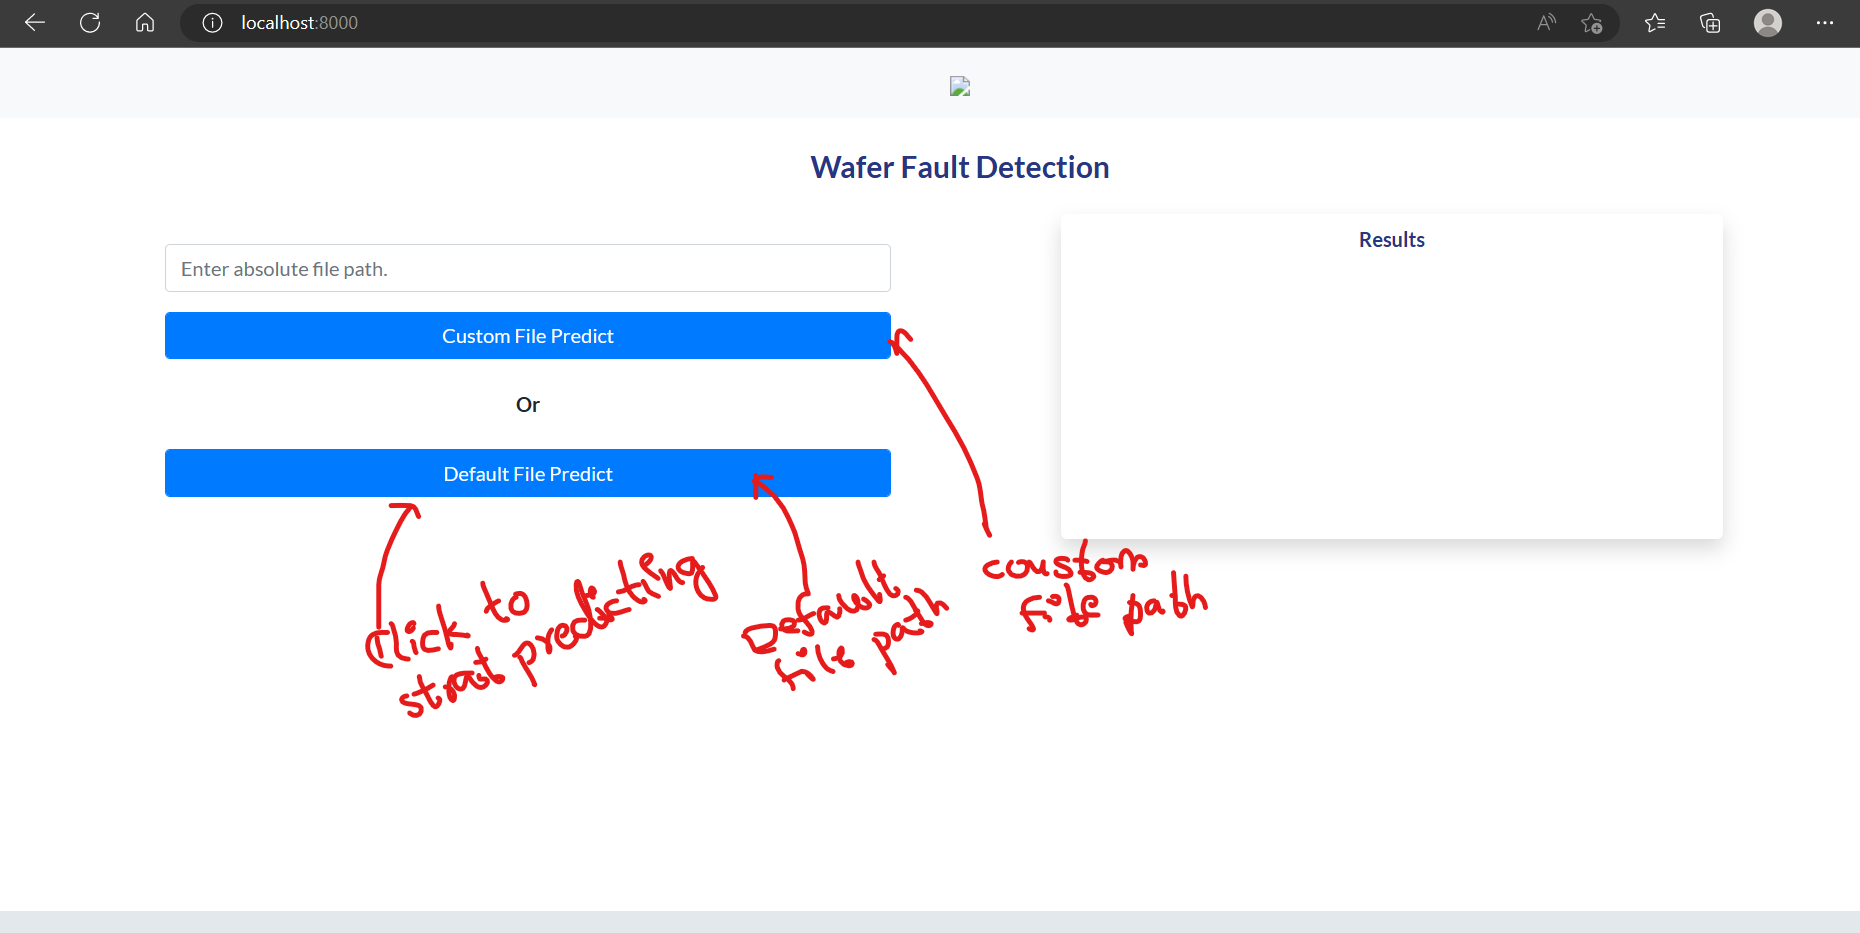 localhost:8000
Wafer Fault Detection
Enter absolute file path.
Custom File Predict
Or
Default File Predict
Results
Click to
strat predicting
Default
file path
coustom
file path